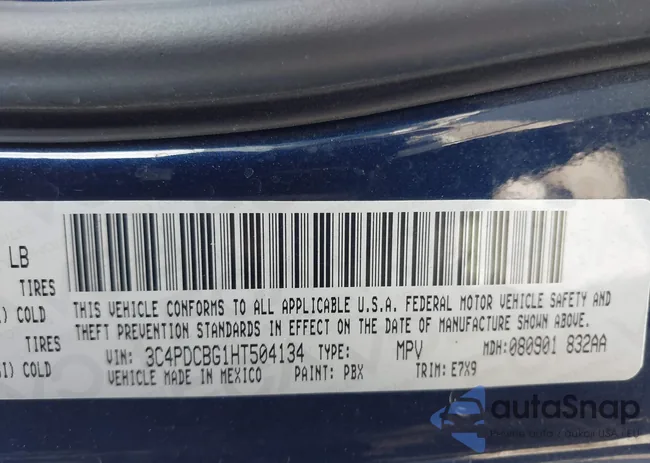 LB
TIRES
COLD
THIS VEHICLE CONFORMS TO ALL APPLICABLE U.S.A. FEDERAL MOTOR VEHICLE SAFETY AND
THEFT PREVENTION STANDARDS IN EFFECT ON THE DATE OF MANUFACTURE SHOWN ABOVE.
TIRES
COLD
VIN: 3C4PDCBG1HT504134 TYPE: MPV MDH:080901 832AA
VEHICLE MADE IN MEXICO PAINT: PBX TRIM: E7X9
autoSnap